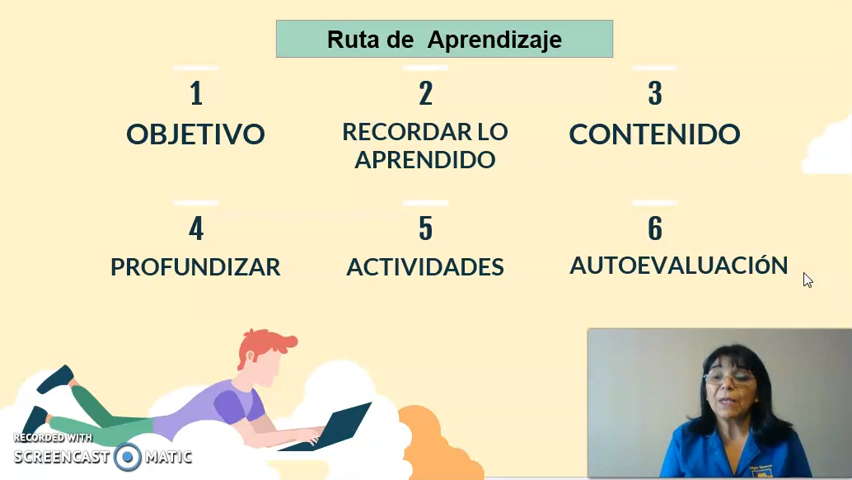 Ruta de Aprendizaje
1
OBJETIVO
2
RECORDAR LO
APRENDIDO
3
CONTENIDO
4
PROFUNDIZAR
5
ACTIVIDADES
6
AUTOEVALUACIóN
RECORDED WITH
SCREENCAST MATIC